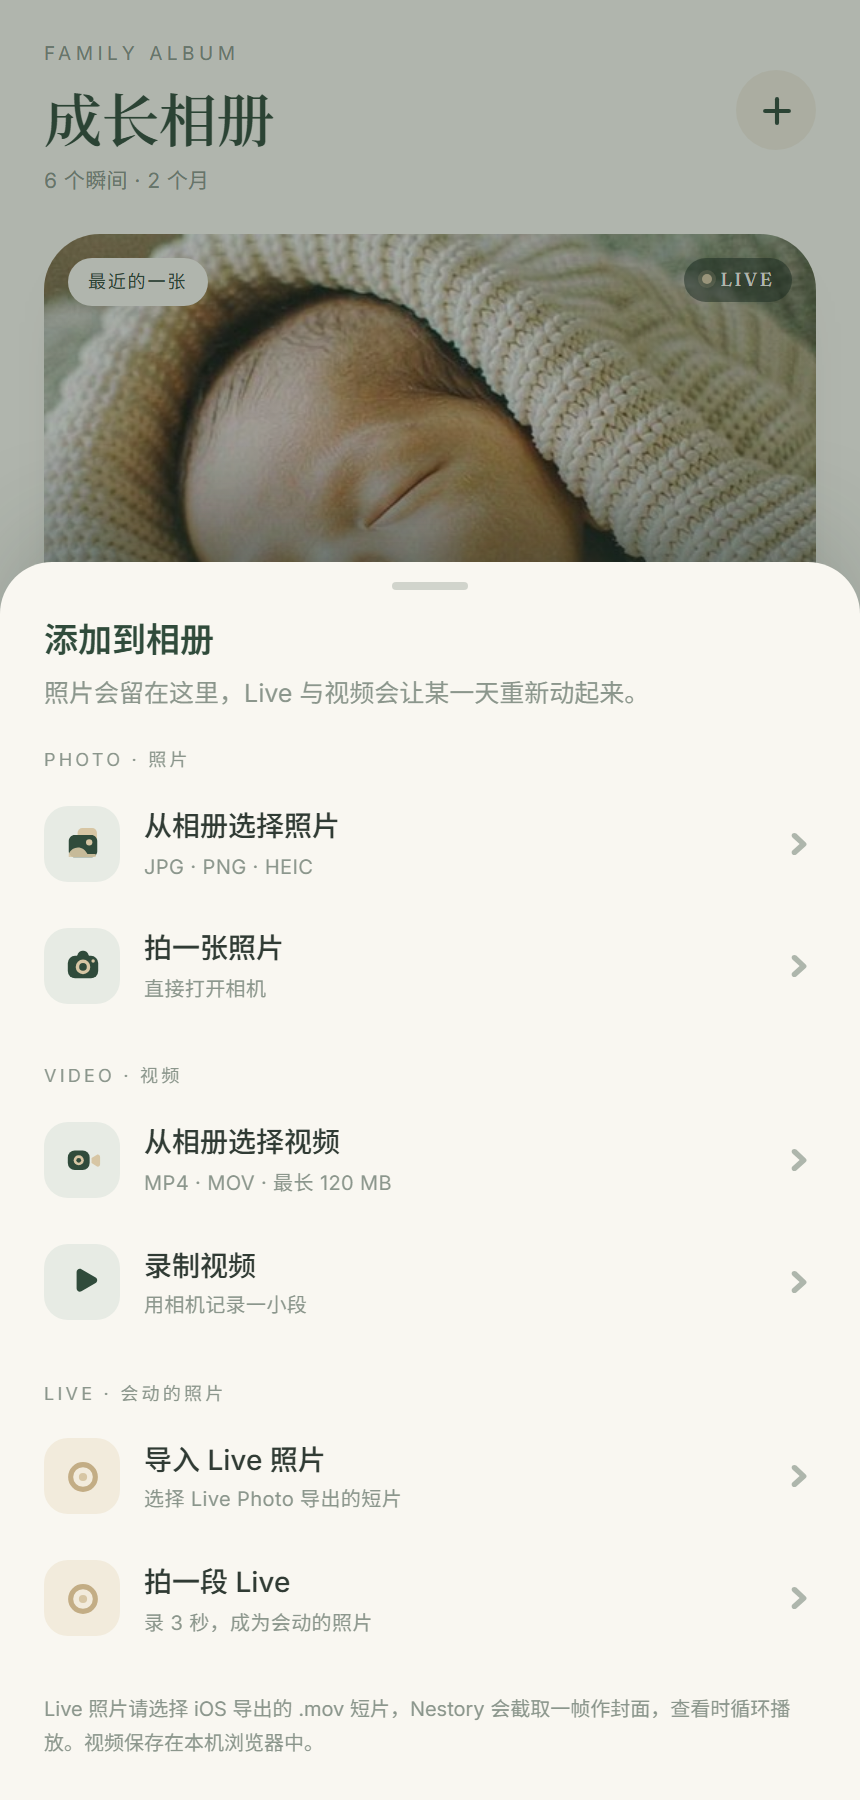 FAMILY ALBUM
成长相册
6 个瞬间 · 2 个月
最近的一张
LIVE
添加到相册
照片会留在这里，Live 与视频会让某一天重新动起来。
PHOTO · 照片
从相册选择照片
JPG · PNG · HEIC
拍一张照片
直接打开相机
VIDEO · 视频
从相册选择视频
MP4 · MOV · 最长 120 MB
录制视频
用相机记录一小段
LIVE · 会动的照片
导入 Live 照片
选择 Live Photo 导出的短片
拍一段 Live
录 3 秒，成为会动的照片
Live 照片请选择 iOS 导出的 .mov 短片，Nestory 会截取一帧作封面，查看时循环播
放。视频保存在本机浏览器中。